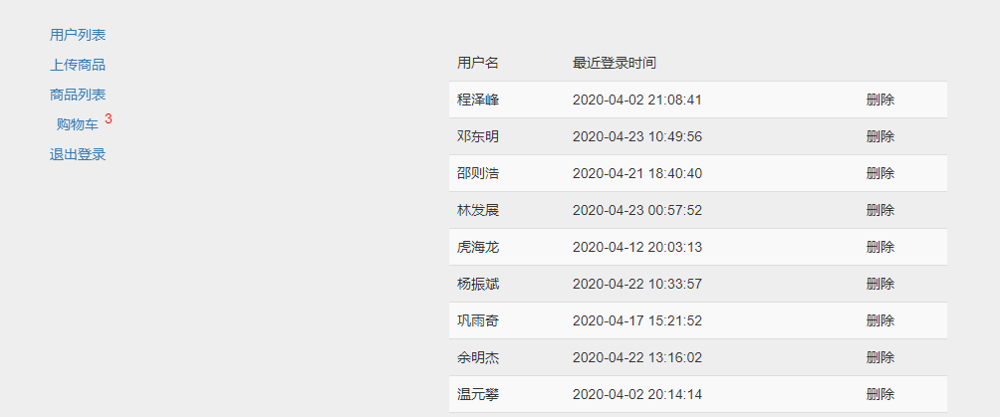 用户列表
上传商品
商品列表
购物车 3
退出登录
用户名 最近登录时间
程泽峰 2020-04-02 21:08:41 删除
邓东明 2020-04-23 10:49:56 删除
邵则浩 2020-04-21 18:40:40 删除
林发展 2020-04-23 00:57:52 删除
虎海龙 2020-04-12 20:03:13 删除
杨振斌 2020-04-22 10:33:57 删除
巩雨奇 2020-04-17 15:21:52 删除
余明杰 2020-04-22 13:16:02 删除
温元攀 2020-04-02 20:14:14 删除